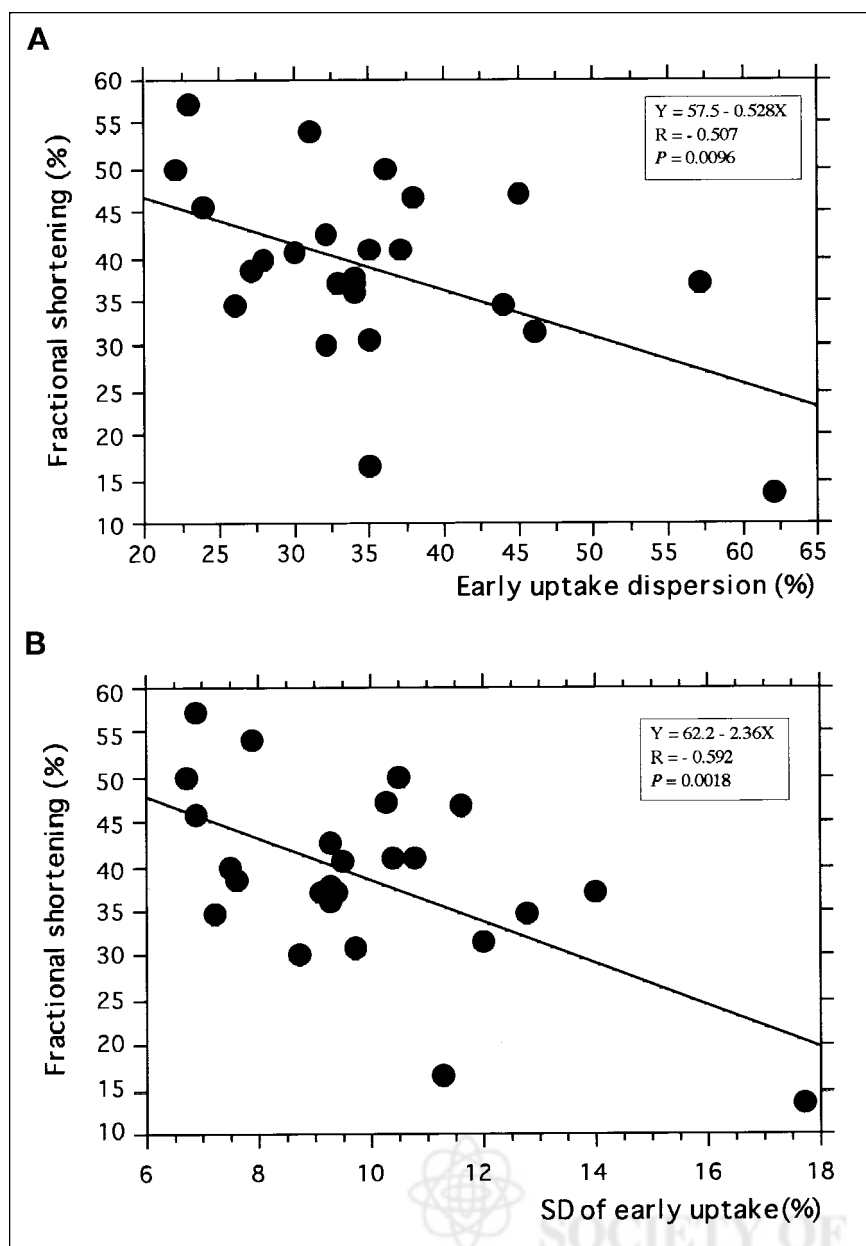 A
Fractional shortening (%)
60
55
50
45
40
35
30
25
20
15
10
Y = 57.5 - 0.528X
R = - 0.507
P = 0.0096
20 25 30 35 40 45 50 55 60 65
Early uptake dispersion (%)
B
Fractional shortening (%)
60
55
50
45
40
35
30
25
20
15
10
Y = 62.2 - 2.36X
R = - 0.592
P = 0.0018
6 8 10 12 14 16 18
SD of early uptake(%)
SOCIETY OF